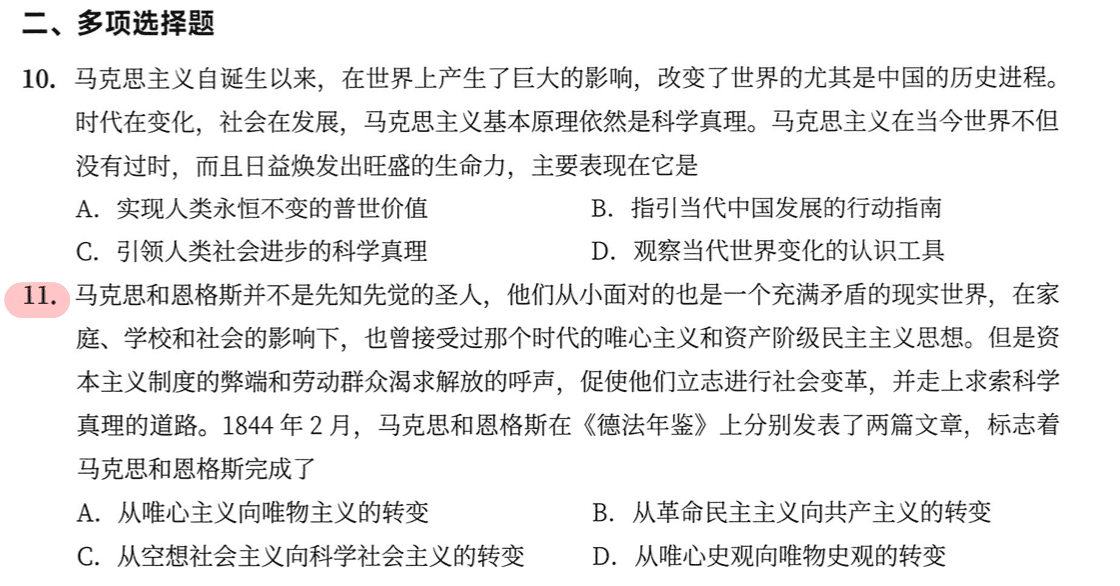 二、多项选择题
10. 马克思主义自诞生以来，在世界上产生了巨大的影响，改变了世界的尤其是中国的历史进程。
时代在变化，社会在发展，马克思主义基本原理依然是科学真理。马克思主义在当今世界不但
没有过时，而且日益焕发出旺盛的生命力，主要表现在它是
A. 实现人类永恒不变的普世价值 B. 指引当代中国发展的行动指南
C. 引领人类社会进步的科学真理 D. 观察当代世界变化的认识工具
11. 马克思和恩格斯并不是先知先觉的圣人，他们从小面对的也是一个充满矛盾的现实世界，在家
庭、学校和社会的影响下，也曾接受过那个时代的唯心主义和资产阶级民主主义思想。但是资
本主义制度的弊端和劳动群众渴求解放的呼声，促使他们立志进行社会变革，并走上求索科学
真理的道路。1844 年 2 月，马克思和恩格斯在《德法年鉴》上分别发表了两篇文章，标志着
马克思和恩格斯完成了
A. 从唯心主义向唯物主义的转变 B. 从革命民主主义向共产主义的转变
C. 从空想社会主义向科学社会主义的转变 D. 从唯心史观向唯物史观的转变